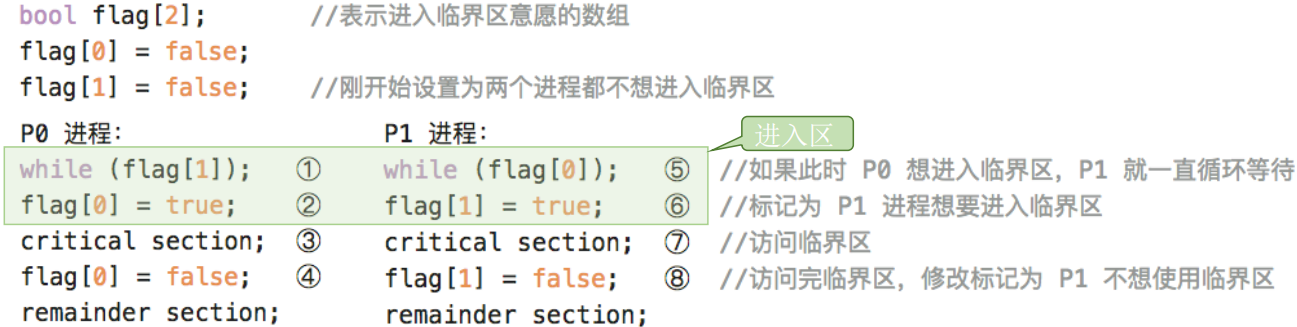 bool flag[2]; //表示进入临界区意愿的数组
flag[0] = false;
flag[1] = false; //刚开始设置为两个进程都不想进入临界区
P0 进程： P1 进程： 进入区
while (flag[1]); ① while (flag[0]); ⑤ //如果此时 P0 想进入临界区，P1 就一直循环等待
flag[0] = true; ② flag[1] = true; ⑥ //标记为 P1 进程想要进入临界区
critical section; ③ critical section; ⑦ //访问临界区
flag[0] = false; ④ flag[1] = false; ⑧ //访问完临界区，修改标记为 P1 不想使用临界区
remainder section; remainder section;